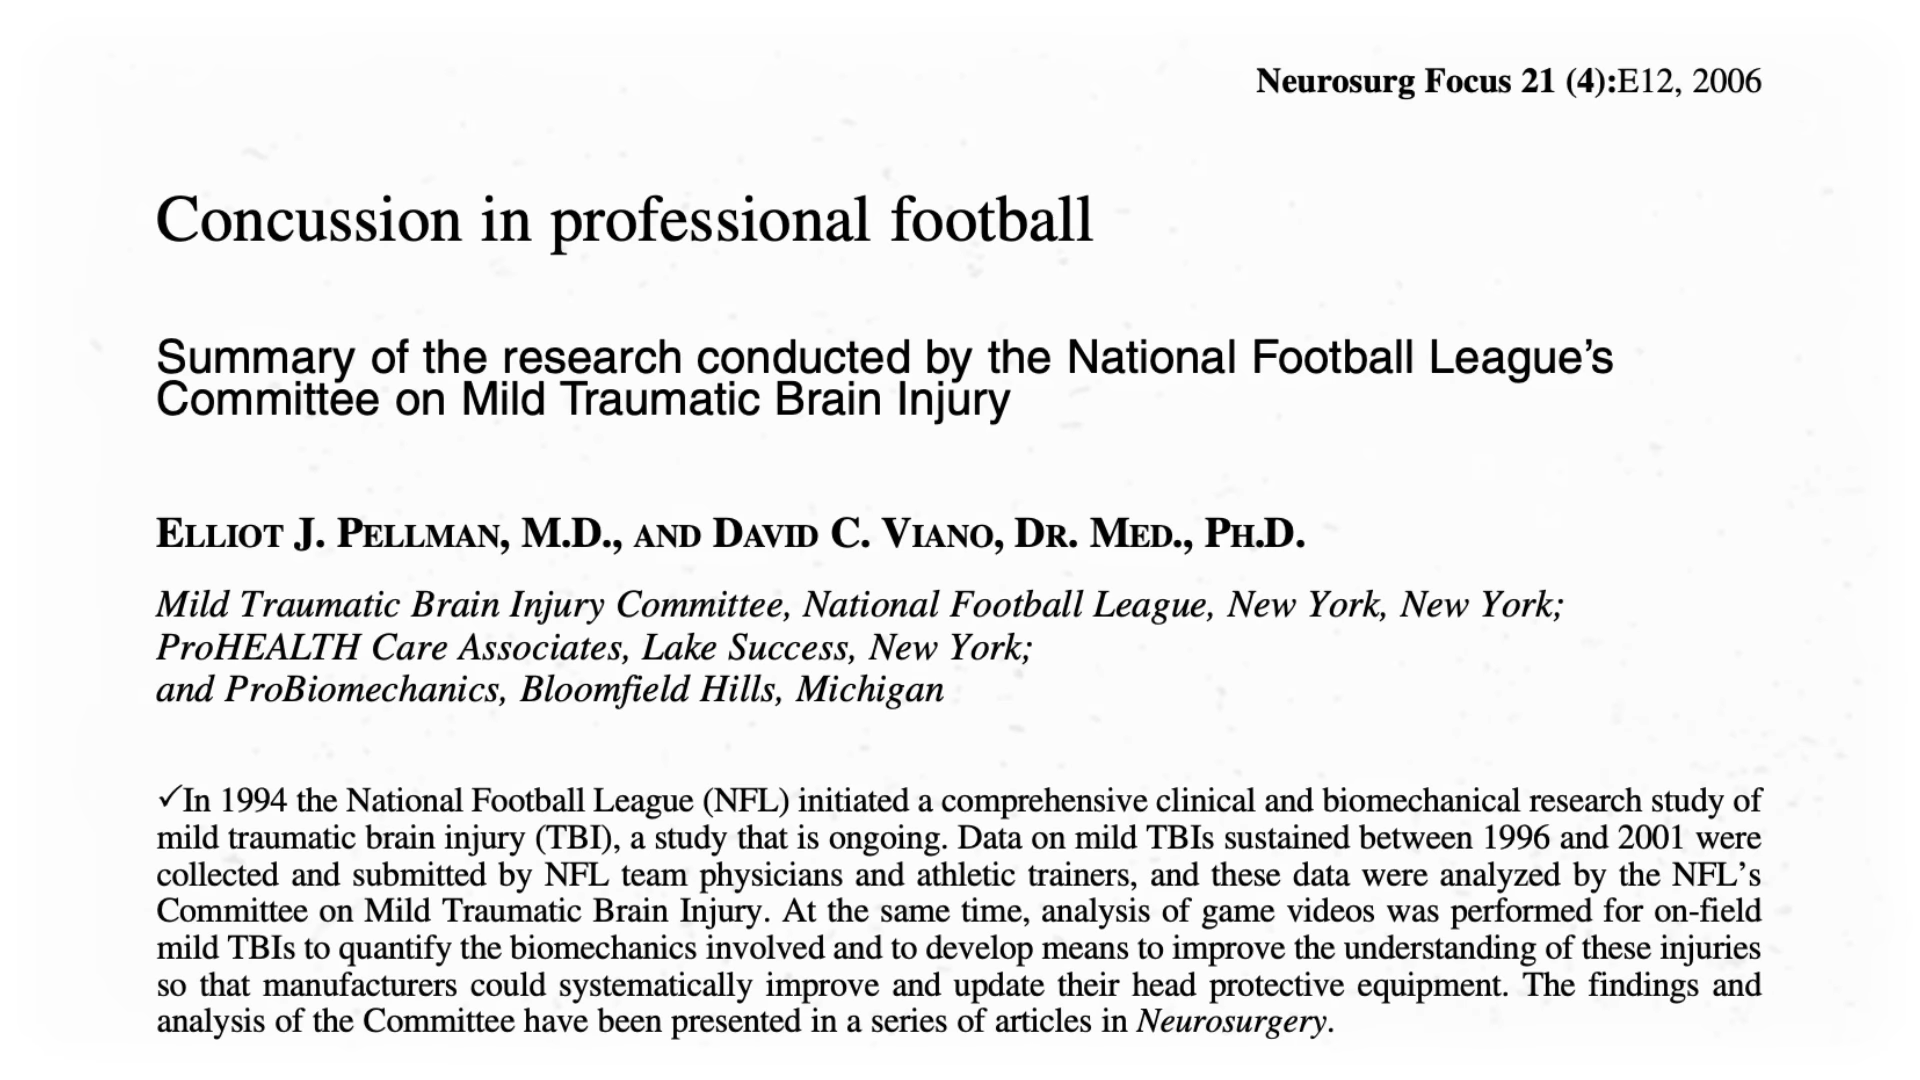 Neurosurg Focus 21 (4):E12, 2006
Concussion in professional football
Summary of the research conducted by the National Football League’s
Committee on Mild Traumatic Brain Injury
ELLIOT J. PELLMAN, M.D., AND DAVID C. VIANO, DR. MED., PH.D.
Mild Traumatic Brain Injury Committee, National Football League, New York, New York;
ProHEALTH Care Associates, Lake Success, New York;
and ProBiomechanics, Bloomfield Hills, Michigan
✓In 1994 the National Football League (NFL) initiated a comprehensive clinical and biomechanical research study of
mild traumatic brain injury (TBI), a study that is ongoing. Data on mild TBIs sustained between 1996 and 2001 were
collected and submitted by NFL team physicians and athletic trainers, and these data were analyzed by the NFL’s
Committee on Mild Traumatic Brain Injury. At the same time, analysis of game videos was performed for on-field
mild TBIs to quantify the biomechanics involved and to develop means to improve the understanding of these injuries
so that manufacturers could systematically improve and update their head protective equipment. The findings and
analysis of the Committee have been presented in a series of articles in Neurosurgery.